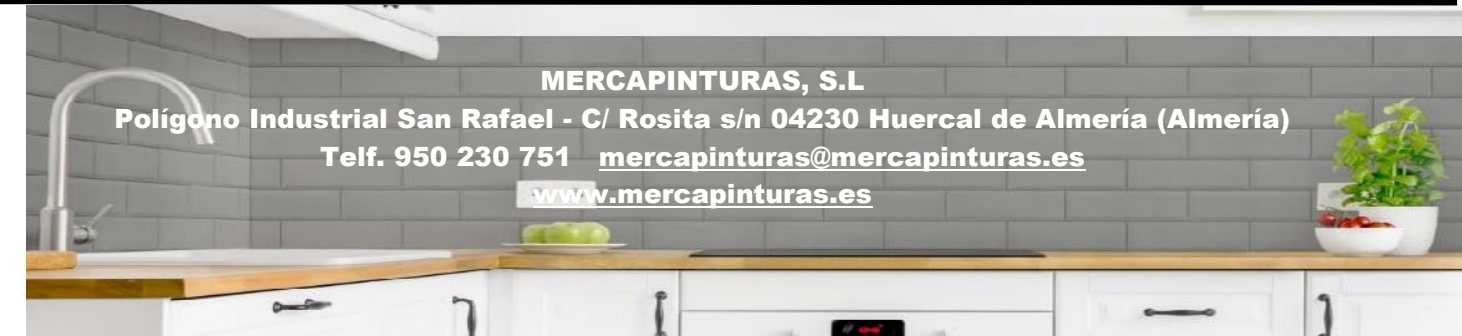 MERCAPINTURAS, S.L
Polígono Industrial San Rafael - C/ Rosita s/n 04230 Huercal de Almería (Almería)
Telf. 950 230 751 mercapinturas@mercapinturas.es
www.mercapinturas.es